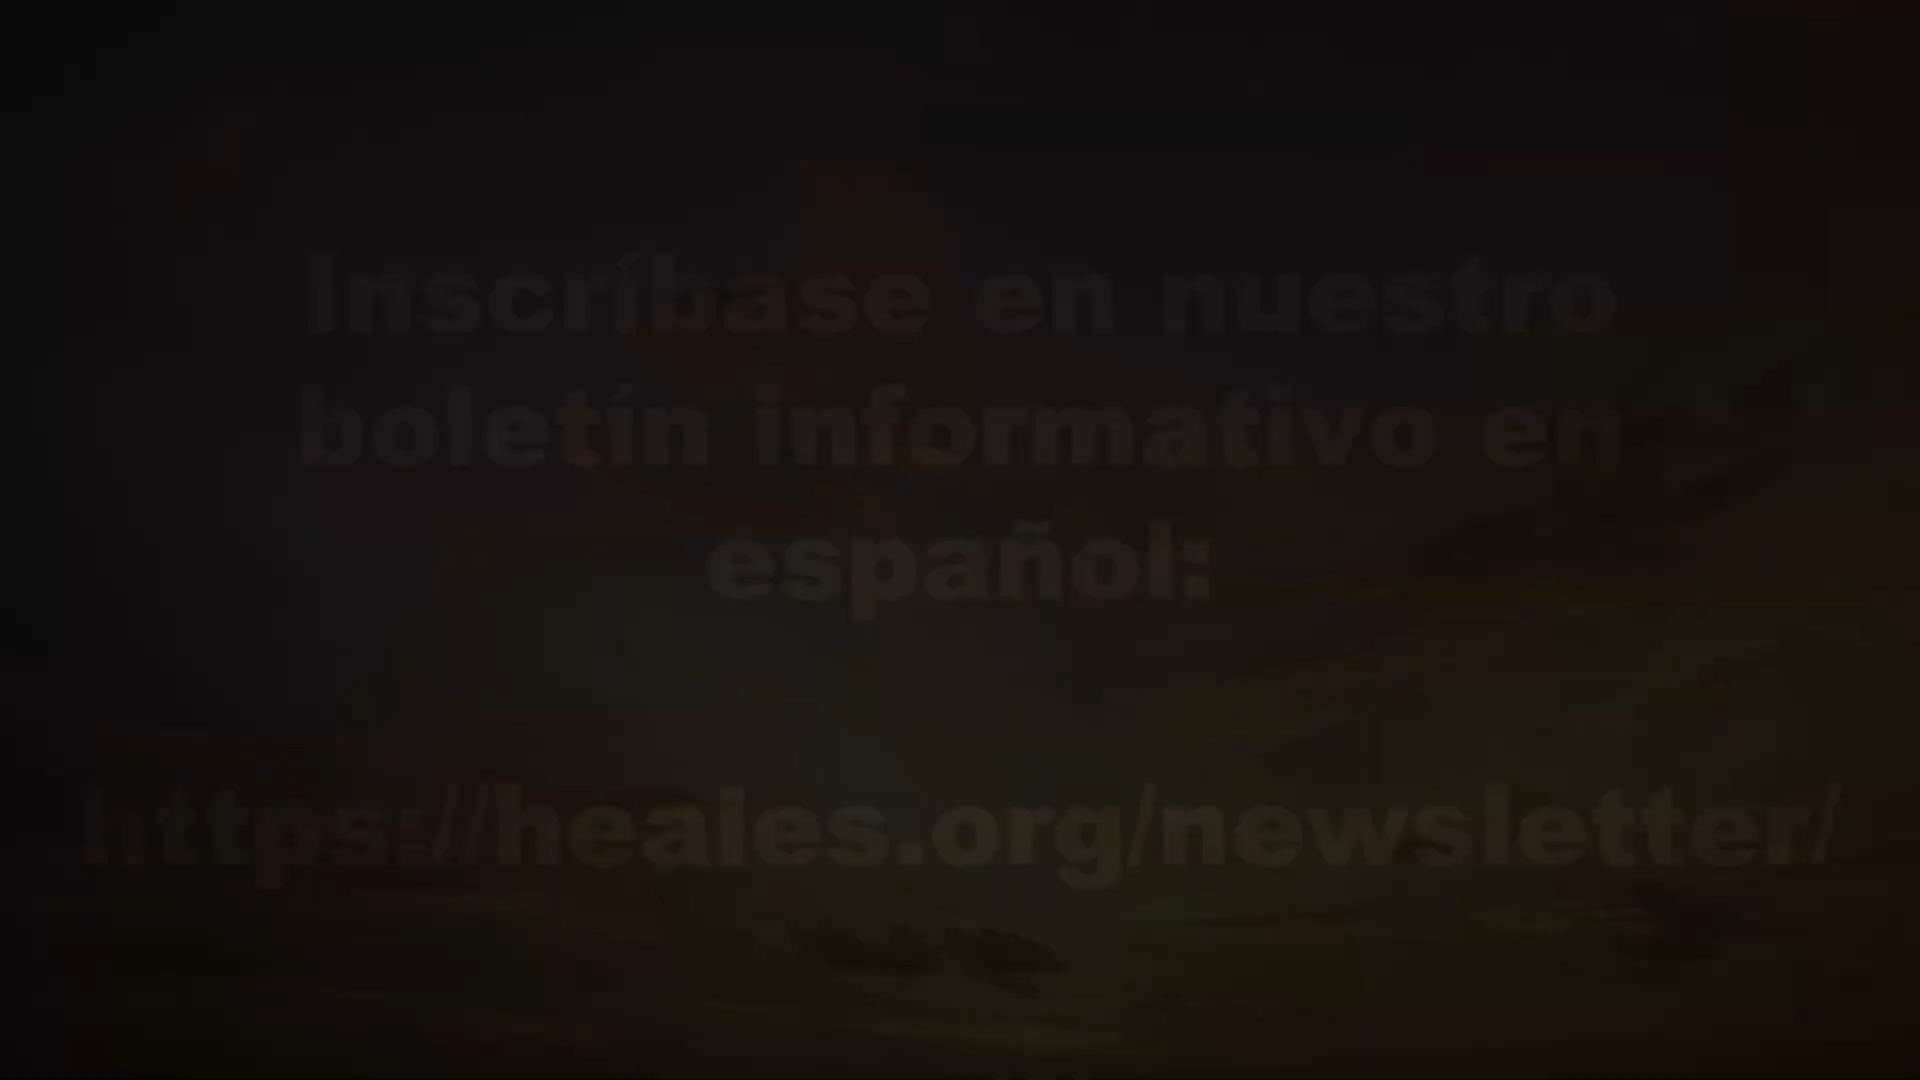 Inscríbase en nuestro
boletín informativo en
español:
https://heales.org/newsletter/